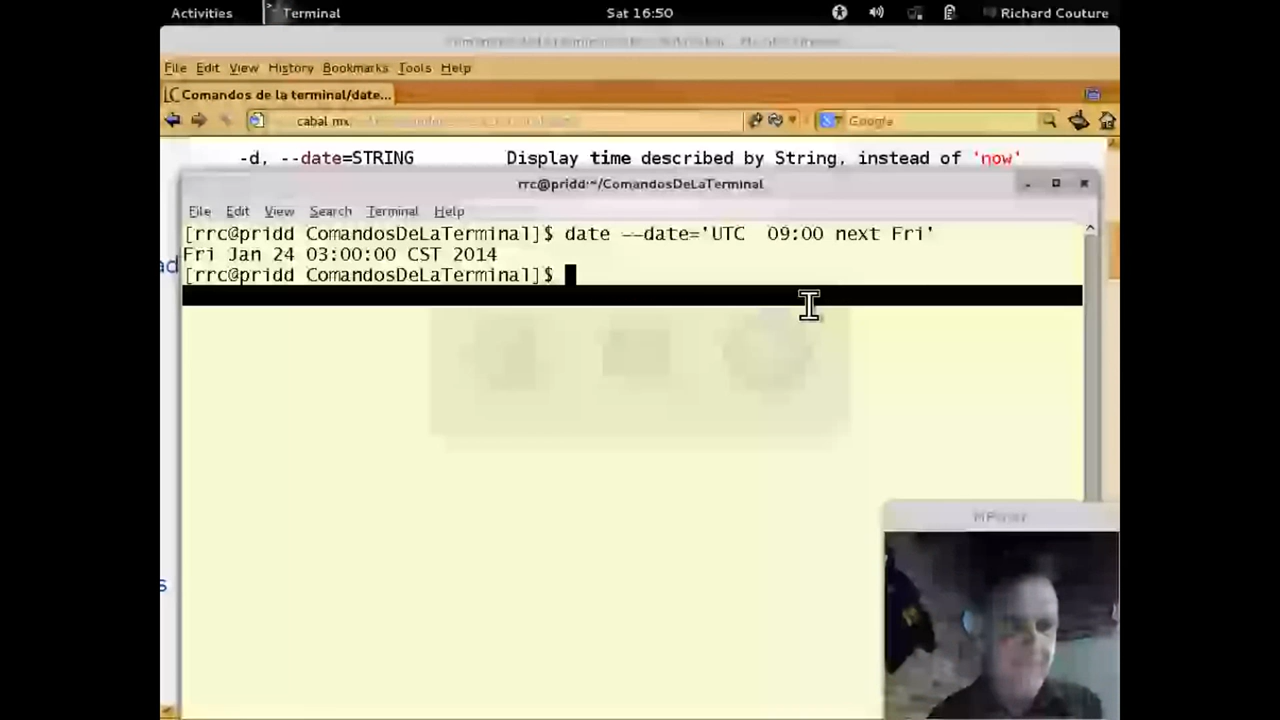 Activities Terminal Sat 16:50 Richard Couture
File Edit View History Bookmarks Tools Help
Comandos de la terminal/date...
cabal mx Google
-d, --date=STRING Display time described by String, instead of 'now'
rrc@pridd:~/ComandosDeLaTerminal
File Edit View Search Terminal Help
[rrc@pridd ComandosDeLaTerminal]$ date --date='UTC  09:00 next Fri'
Fri Jan 24 03:00:00 CST 2014
[rrc@pridd ComandosDeLaTerminal]$
MPlayer